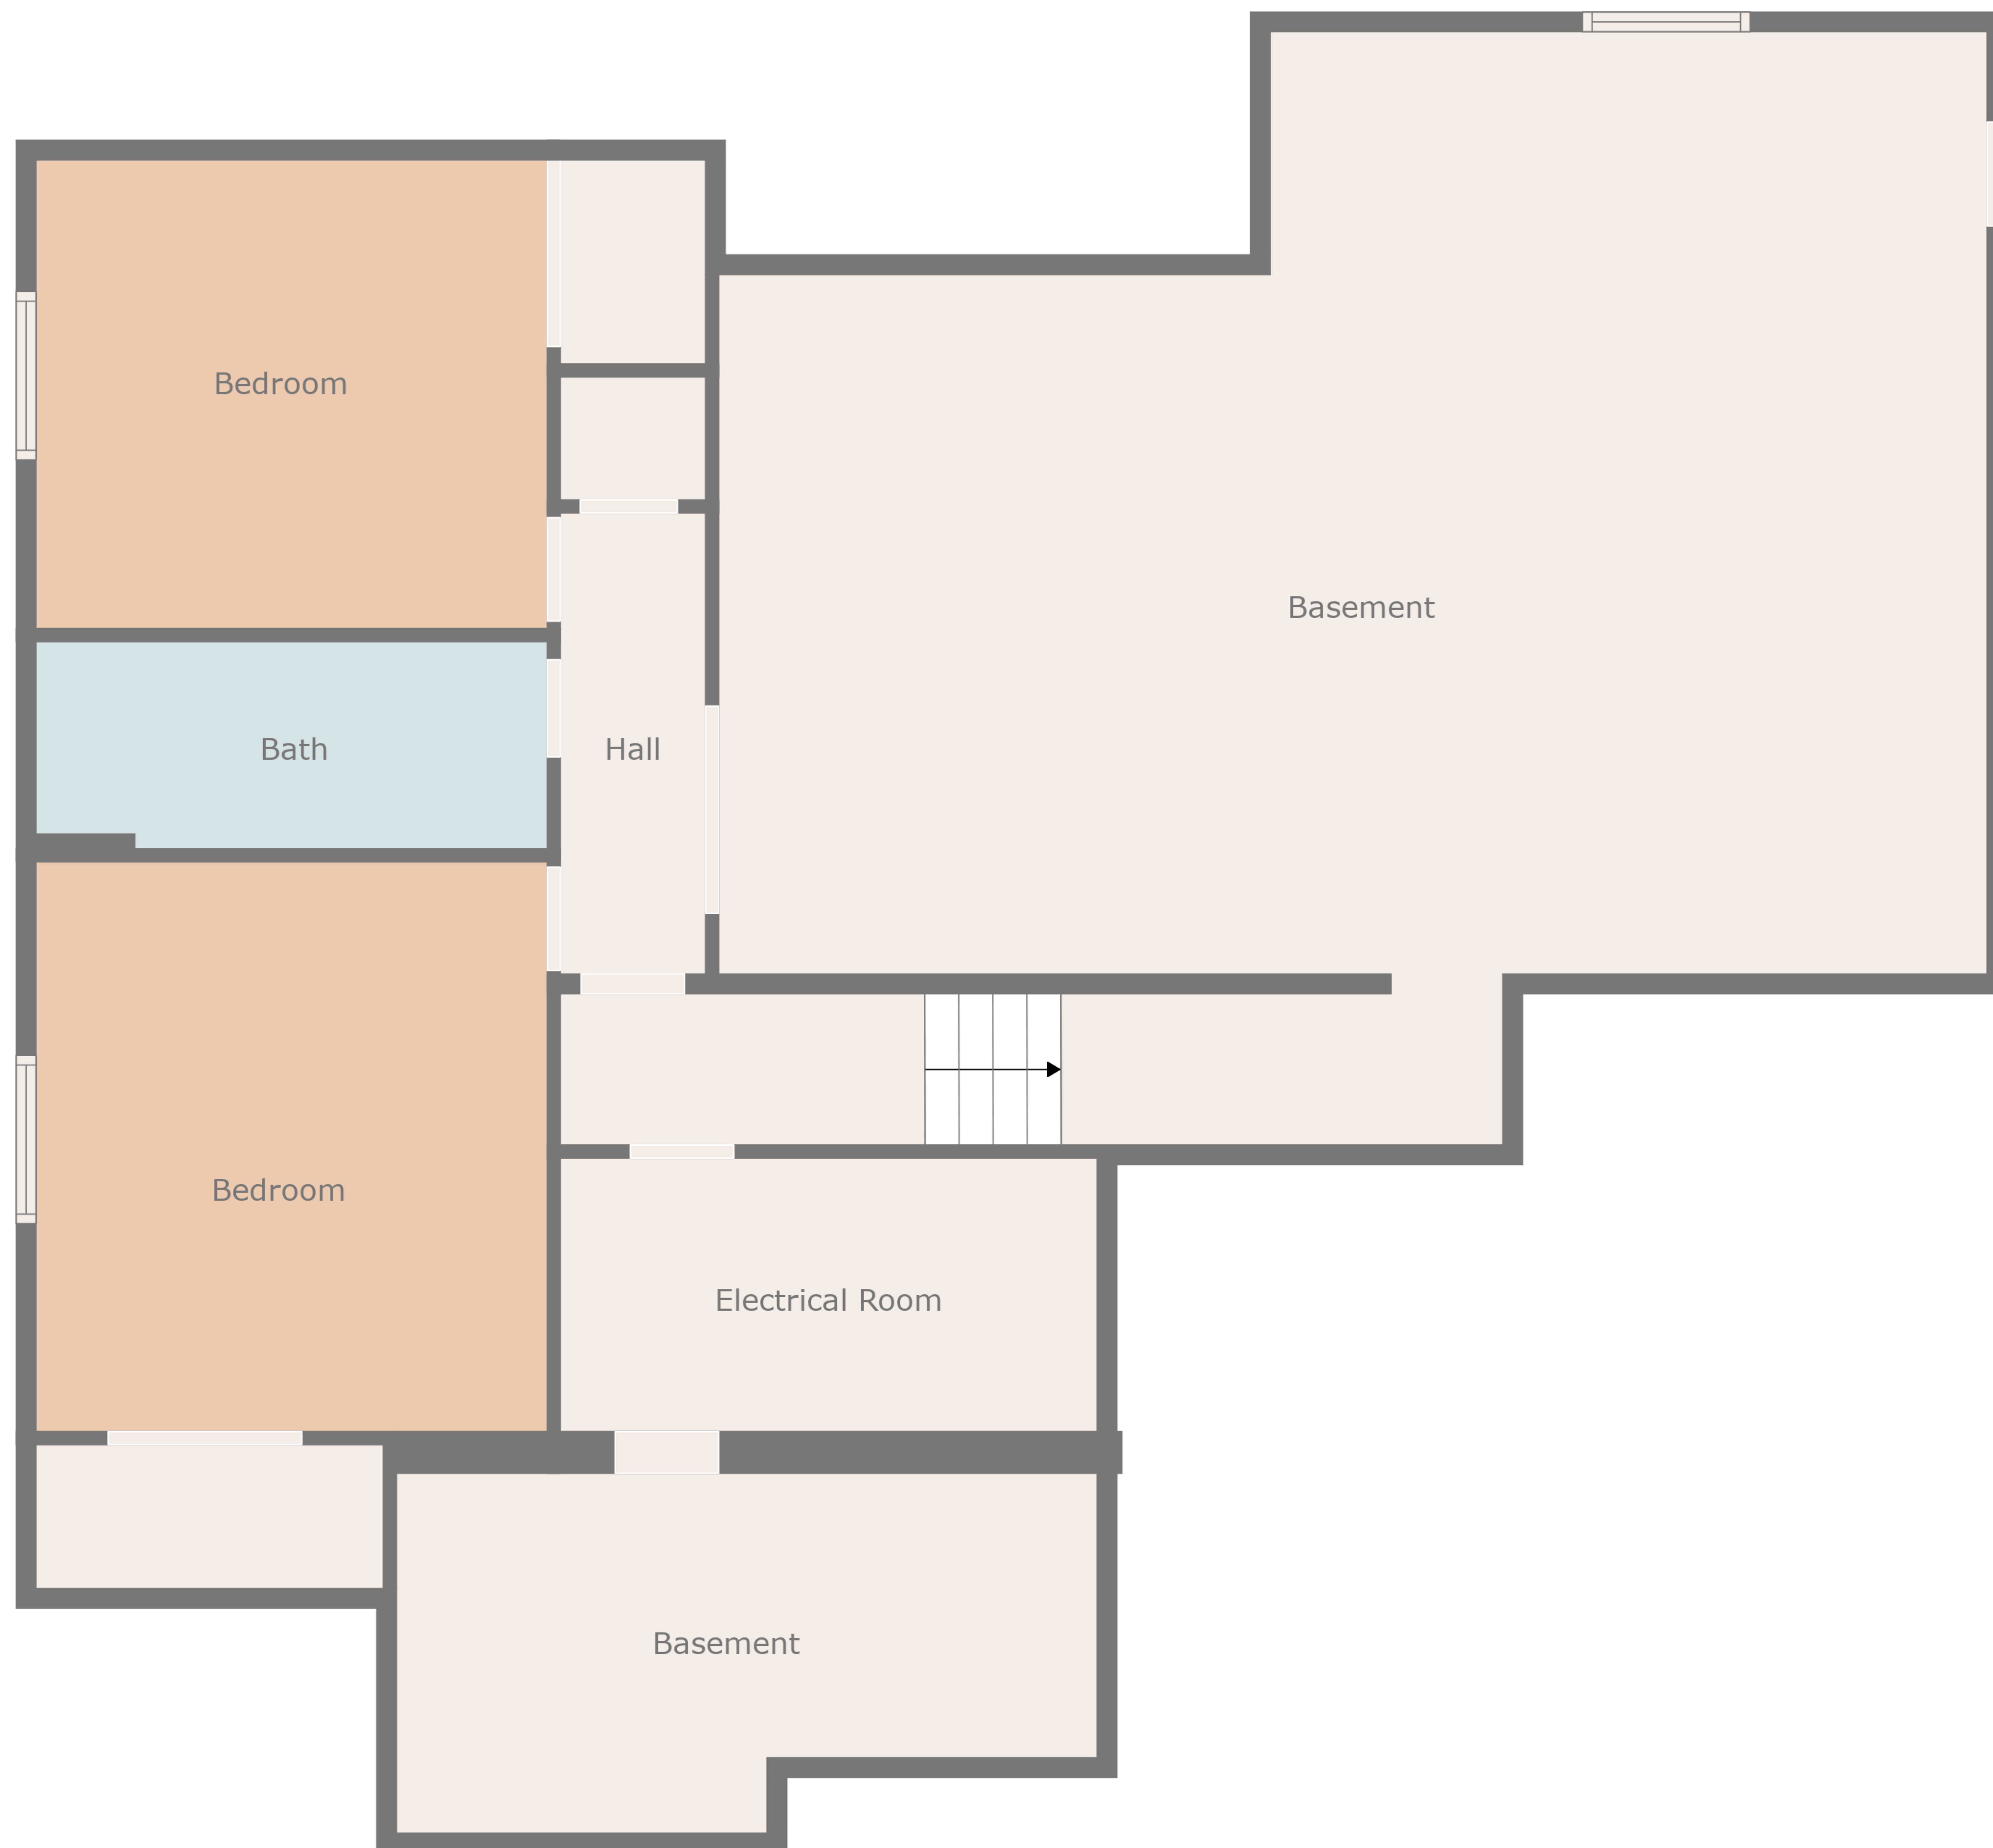 Bedroom
Basement
Bath
Hall
Bedroom
Electrical Room
Basement